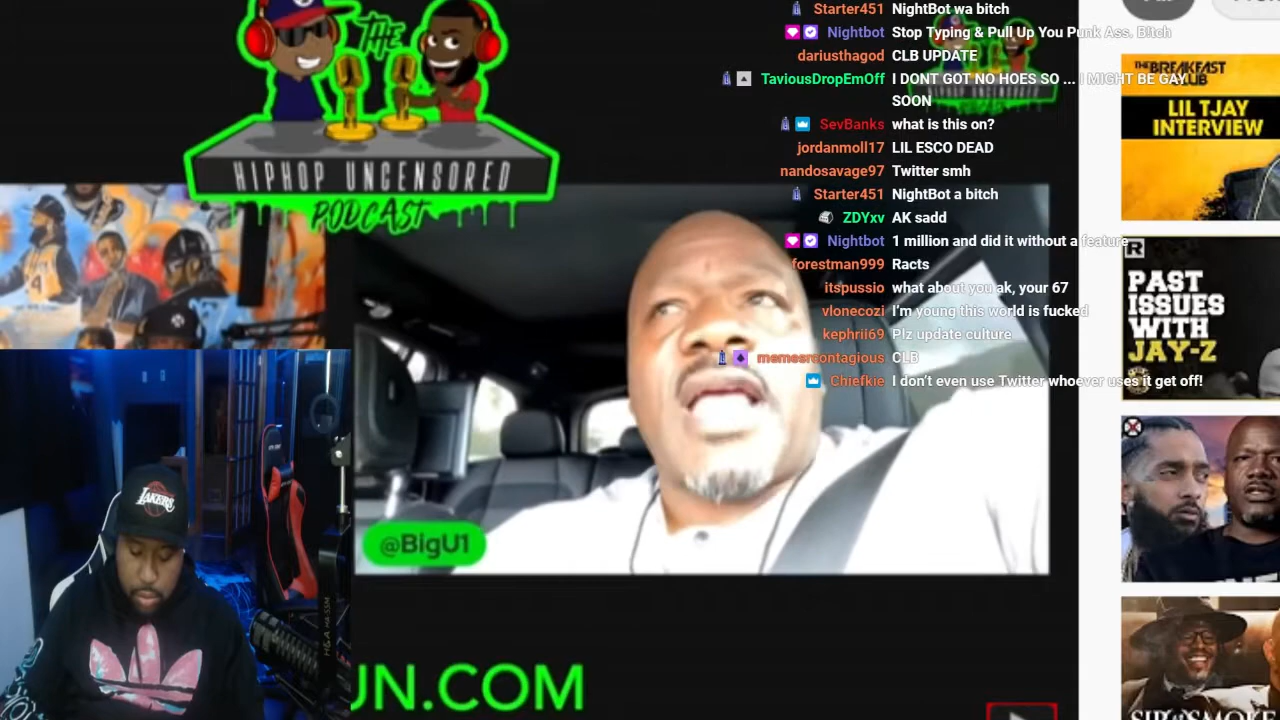 THE
HIPHOP UNCENSORED
PODCAST
@BigU1
UN.COM
LAKERS
Starter451 NightBot wa bitch
Nightbot Stop Typing & Pull Up You Punk Ass. B!tch
dariusthagod CLB UPDATE
TaviousDropEmOff I DONT GOT NO HOES SO ... I MIGHT BE GAY
SOON
SevBanks what is this on?
jordanmoll17 LIL ESCO DEAD
nandosavage97 Twitter smh
Starter451 NightBot a bitch
ZDYxv AK sadd
Nightbot 1 million and did it without a feature
forestman999 Racts
itspussio what about you ak, your 67
vlonecozi I'm young this world is fucked
kephrii69 Plz update culture
memesmontagious CLB
Chiefkie I don't even use Twitter whoever uses it get off!
HIPHOP UNCENSORED
THE BREAKFAST
CLUB
LIL TJAY
INTERVIEW
R
PAST
ISSUES
WITH
JAY-Z